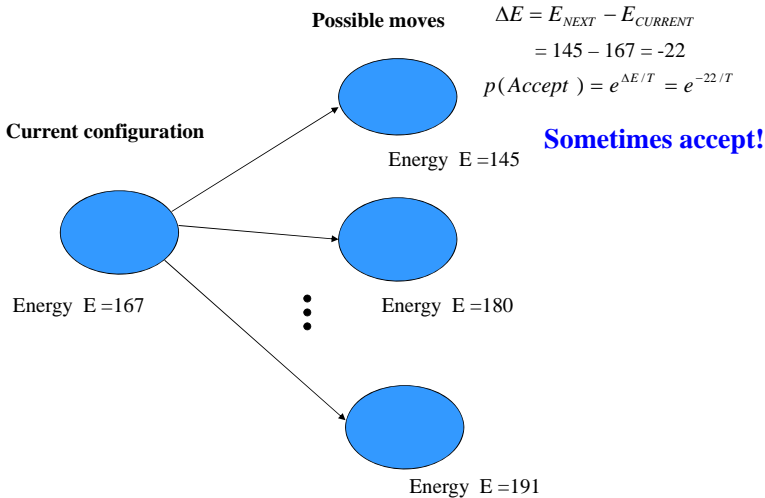 Possible moves
ΔE = E_NEXT − E_CURRENT
= 145 – 167 = -22
p(Accept ) = e^{ΔE/T} = e^{−22/T}
Sometimes accept!
Current configuration
Energy E =145
Energy E =167
Energy E =180
Energy E =191